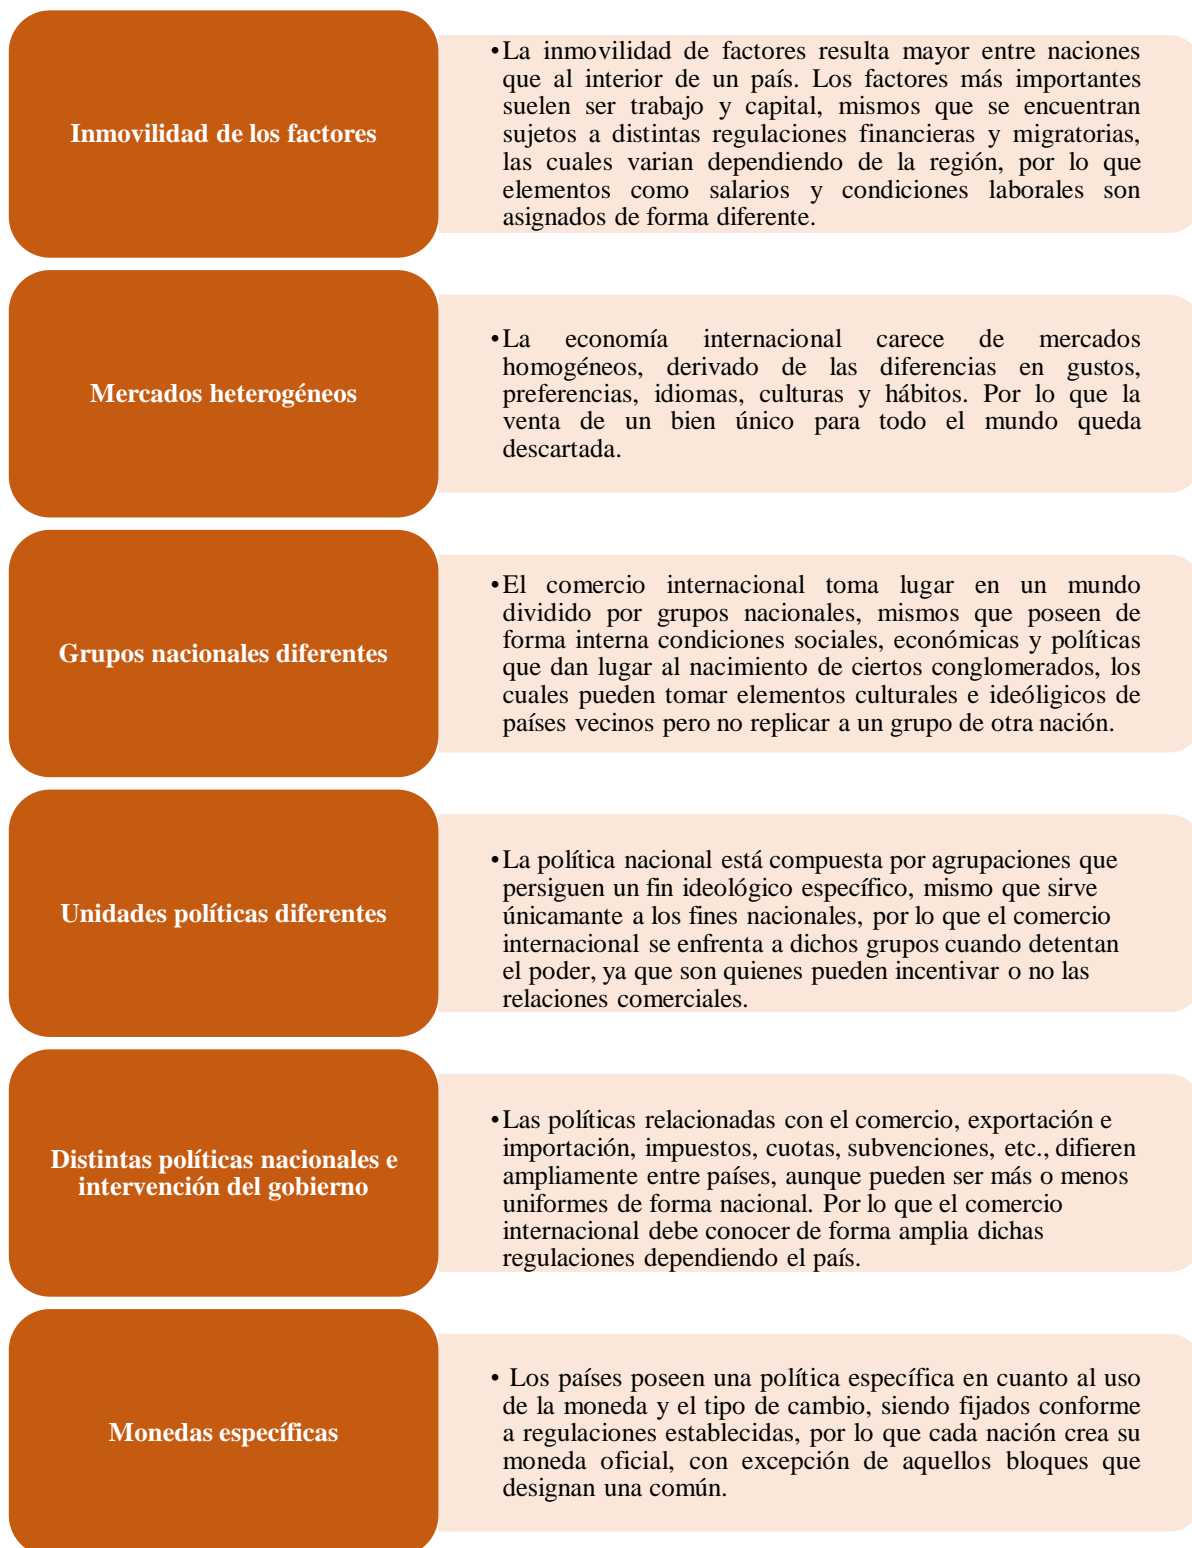 Inmovilidad de los factores
•La inmovilidad de factores resulta mayor entre naciones
que al interior de un país. Los factores más importantes
suelen ser trabajo y capital, mismos que se encuentran
sujetos a distintas regulaciones financieras y migratorias,
las cuales varian dependiendo de la región, por lo que
elementos como salarios y condiciones laborales son
asignados de forma diferente.
Mercados heterogéneos
•La economía internacional carece de mercados
homogéneos, derivado de las diferencias en gustos,
preferencias, idiomas, culturas y hábitos. Por lo que la
venta de un bien único para todo el mundo queda
descartada.
Grupos nacionales diferentes
•El comercio internacional toma lugar en un mundo
dividido por grupos nacionales, mismos que poseen de
forma interna condiciones sociales, económicas y políticas
que dan lugar al nacimiento de ciertos conglomerados, los
cuales pueden tomar elementos culturales e ideóligicos de
países vecinos pero no replicar a un grupo de otra nación.
Unidades políticas diferentes
•La política nacional está compuesta por agrupaciones que
persiguen un fin ideológico específico, mismo que sirve
únicamante a los fines nacionales, por lo que el comercio
internacional se enfrenta a dichos grupos cuando detentan
el poder, ya que son quienes pueden incentivar o no las
relaciones comerciales.
Distintas políticas nacionales e
intervención del gobierno
•Las políticas relacionadas con el comercio, exportación e
importación, impuestos, cuotas, subvenciones, etc., difieren
ampliamente entre países, aunque pueden ser más o menos
uniformes de forma nacional. Por lo que el comercio
internacional debe conocer de forma amplia dichas
regulaciones dependiendo el país.
Monedas específicas
• Los países poseen una política específica en cuanto al uso
de la moneda y el tipo de cambio, siendo fijados conforme
a regulaciones establecidas, por lo que cada nación crea su
moneda oficial, con excepción de aquellos bloques que
designan una común.